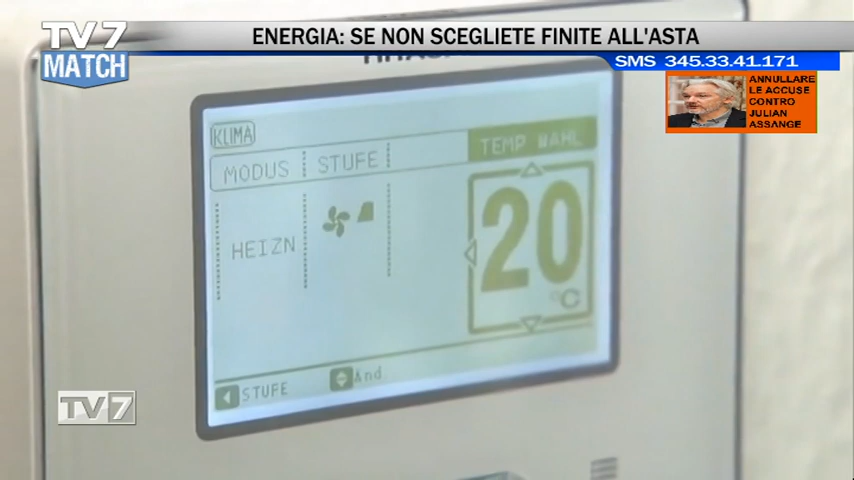 TV7
MATCH
ENERGIA: SE NON SCEGLIETE FINITE ALL'ASTA
SMS 345.33.41.171
ANNULLARE
LE ACCUSE
CONTRO
JULIAN
ASSANGE
KLIMA
MODUS STUFE TEMP WAHL
HEIZN 20 °C
STUFE Änd
TV7